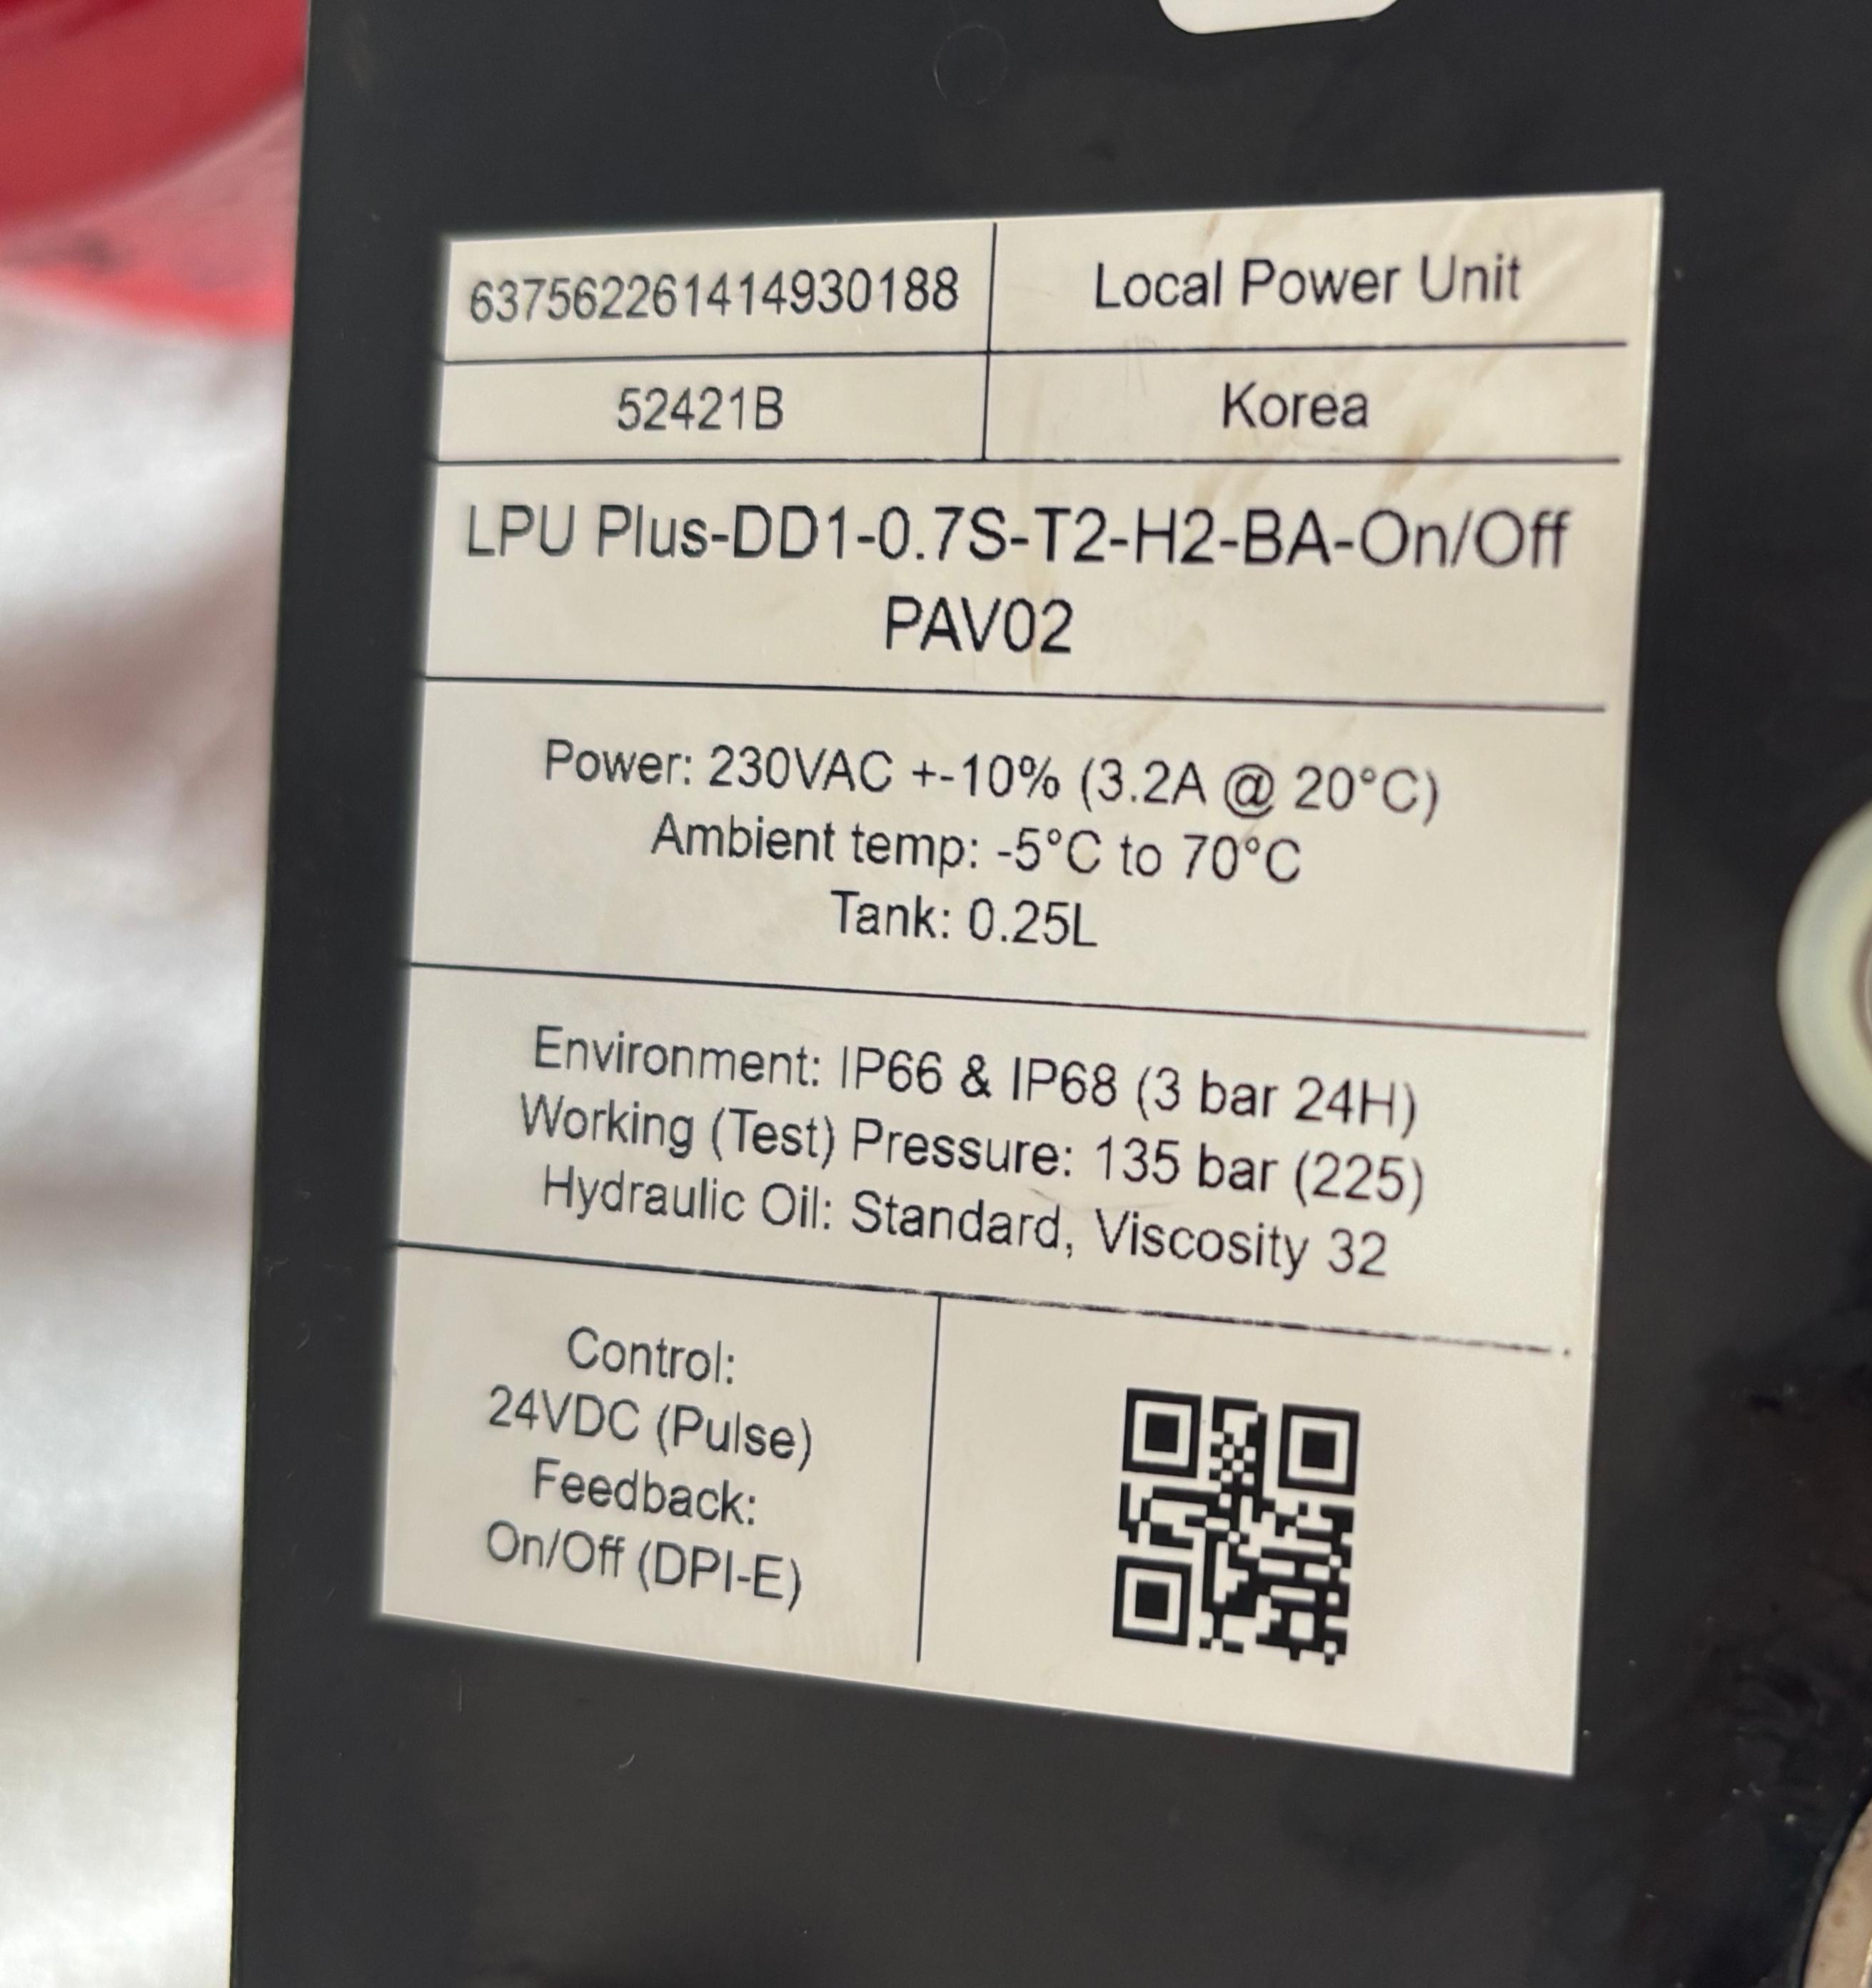 637562261414930188 Local Power Unit
52421B Korea
LPU Plus-DD1-0.7S-T2-H2-BA-On/Off
PAV02
Power: 230VAC +-10% (3.2A @ 20°C)
Ambient temp: -5°C to 70°C
Tank: 0.25L
Environment: IP66 & IP68 (3 bar 24H)
Working (Test) Pressure: 135 bar (225)
Hydraulic Oil: Standard, Viscosity 32
Control:
24VDC (Pulse)
Feedback:
On/Off (DPI-E)